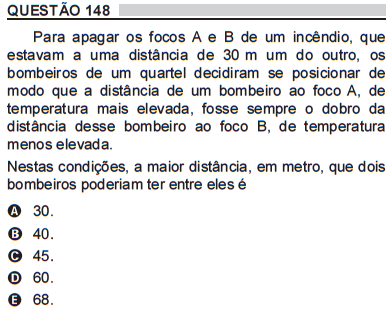 QUESTÃO 148
Para apagar os focos A e B de um incêndio, que
estavam a uma distância de 30 m um do outro, os
bombeiros de um quartel decidiram se posicionar de
modo que a distância de um bombeiro ao foco A, de
temperatura mais elevada, fosse sempre o dobro da
distância desse bombeiro ao foco B, de temperatura
menos elevada.
Nestas condições, a maior distância, em metro, que dois
bombeiros poderiam ter entre eles é
A 30.
B 40.
C 45.
D 60.
E 68.